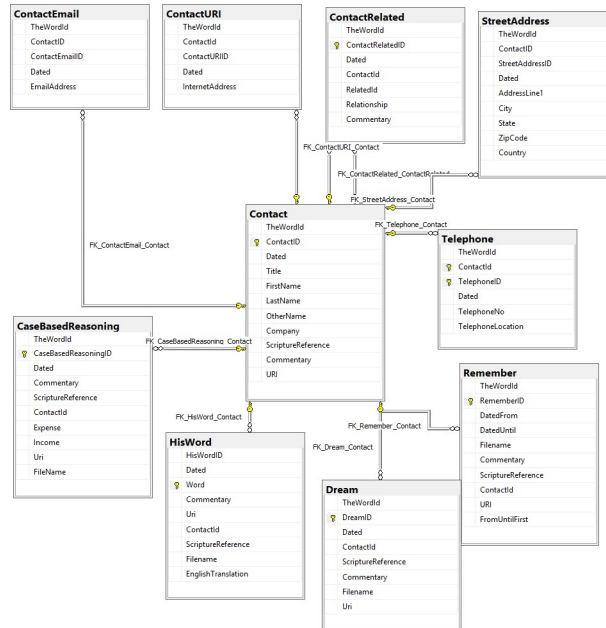 ContactEmail
TheWordId
ContactID
ContactEmailID
Dated
EmailAddress
ContactURI
TheWordId
ContactId
ContactURIID
Dated
InternetAddress
ContactRelated
TheWordId
ContactRelatedID
Dated
ContactId
RelatedId
Relationship
Commentary
StreetAddress
TheWordId
ContactID
StreetAddressID
Dated
AddressLine1
City
State
ZipCode
Country
FK_ContactURI_Contact
FK_ContactRelated_ContactRelated
FK_StreetAddress_Contact
FK_Telephone_Contact
FK_ContactEmail_Contact
Contact
TheWordId
ContactID
Dated
Title
FirstName
LastName
OtherName
Company
ScriptureReference
Commentary
URI
Telephone
TheWordId
ContactId
TelephoneID
Dated
TelephoneNo
TelephoneLocation
CaseBasedReasoning
TheWordId
CaseBasedReasoningID
Dated
Commentary
ScriptureReference
ContactId
Expense
Income
Uri
FileName
FK_CaseBasedReasoning_Contact
FK_HisWord_Contact
FK_Remember_Contact
FK_Dream_Contact
Remember
TheWordId
RememberID
DatedFrom
DatedUntil
Filename
Commentary
ScriptureReference
ContactId
URI
FromUntilFirst
HisWord
HisWordID
Dated
Word
Commentary
Uri
ContactId
ScriptureReference
Filename
EnglishTranslation
Dream
TheWordId
DreamID
Dated
ContactId
ScriptureReference
Commentary
Filename
Uri